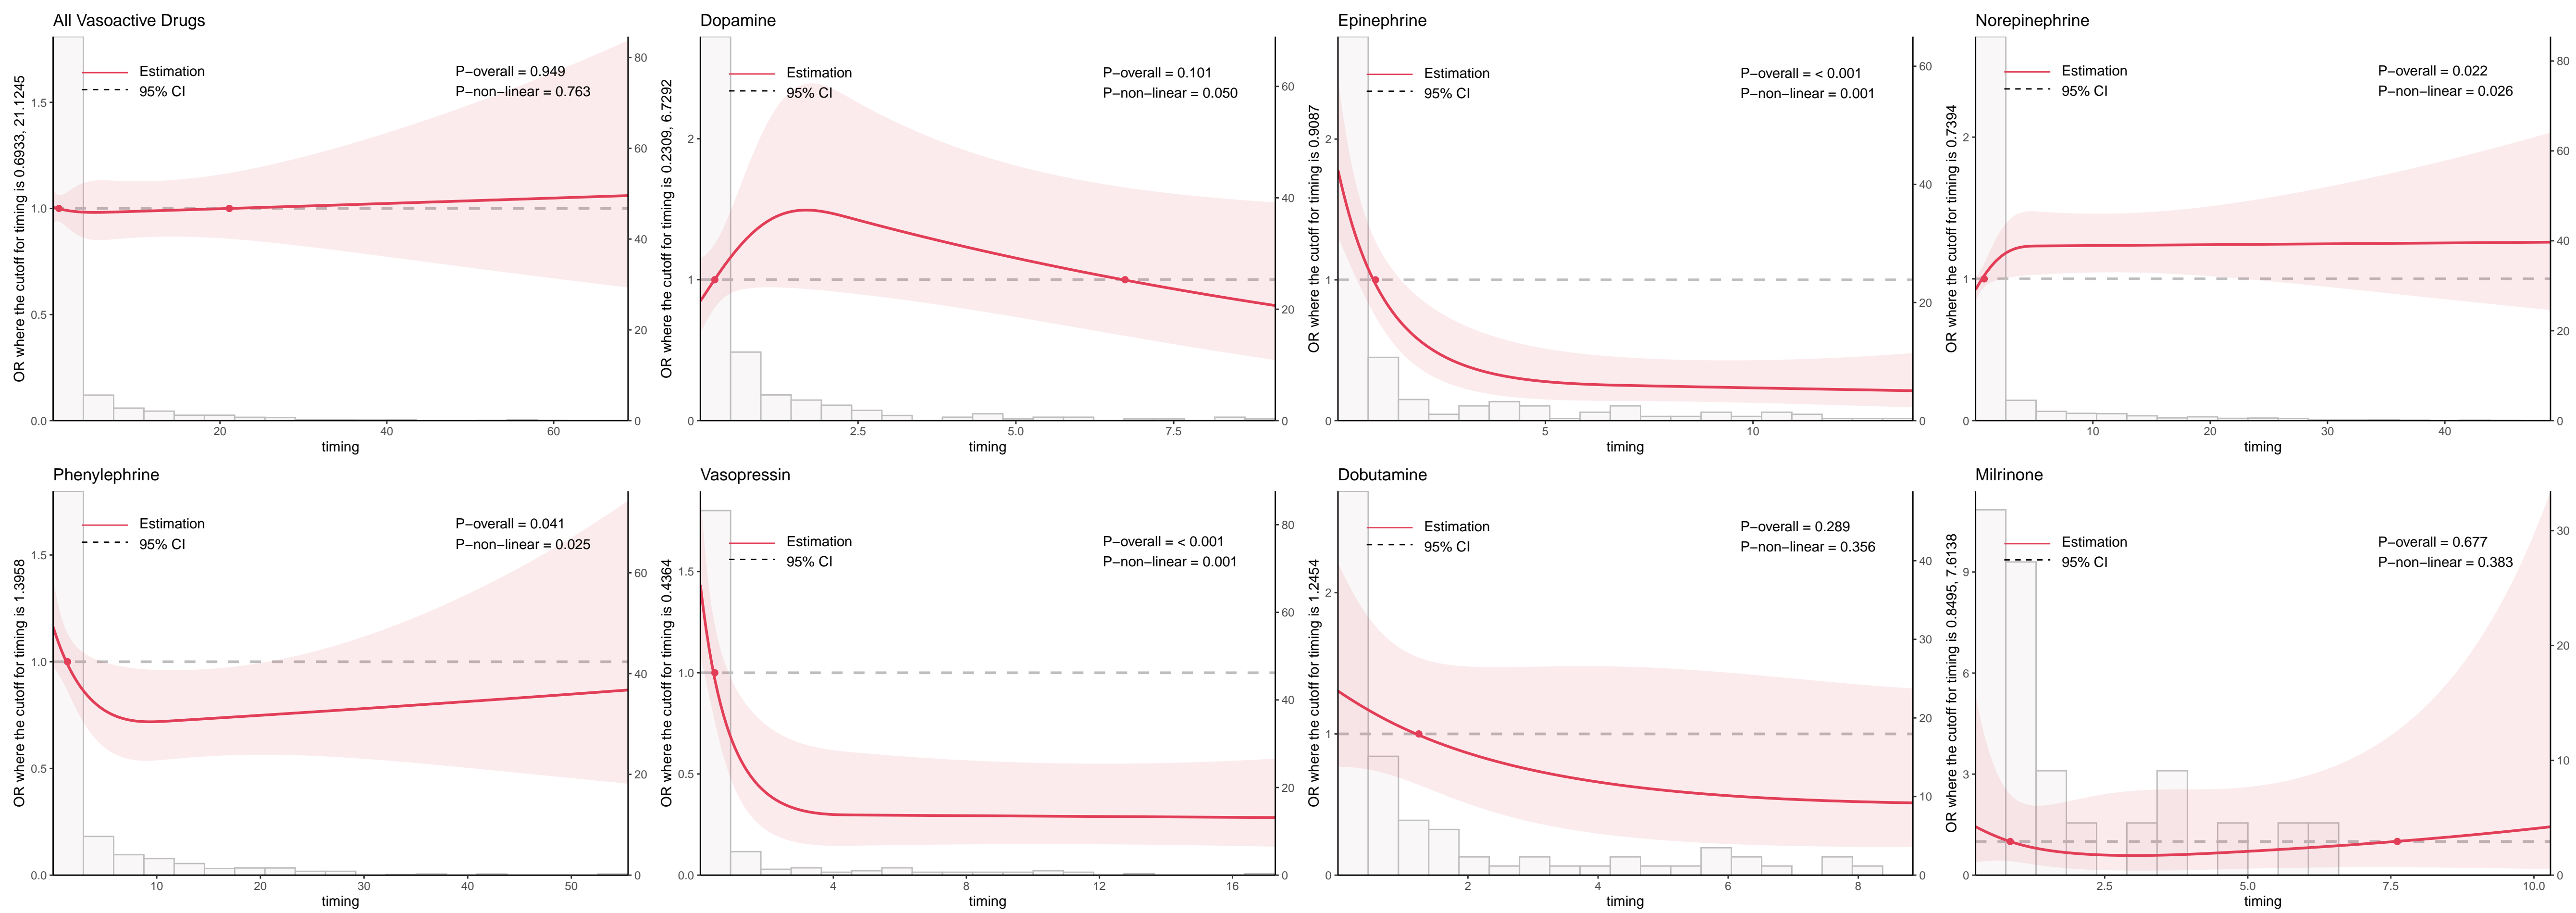 All Vasoactive Drugs
Estimation
95% CI
P−overall = 0.949
P−non−linear = 0.763
OR where the cutoff for timing is 0.6933, 21.1245
0.0
0.5
1.0
1.5
20
40
60
0
20
40
60
80
timing
Dopamine
Estimation
95% CI
P−overall = 0.101
P−non−linear = 0.050
OR where the cutoff for timing is 0.2309, 6.7292
0
1
2
2.5
5.0
7.5
0
20
40
60
timing
Epinephrine
Estimation
95% CI
P−overall = < 0.001
P−non−linear = 0.001
OR where the cutoff for timing is 0.9087
0
1
2
5
10
0
20
40
60
timing
Norepinephrine
Estimation
95% CI
P−overall = 0.022
P−non−linear = 0.026
OR where the cutoff for timing is 0.7394
0
1
2
10
20
30
40
0
20
40
60
80
timing
Phenylephrine
Estimation
95% CI
P−overall = 0.041
P−non−linear = 0.025
OR where the cutoff for timing is 1.3958
0.0
0.5
1.0
1.5
10
20
30
40
50
0
20
40
60
timing
Vasopressin
Estimation
95% CI
P−overall = < 0.001
P−non−linear = 0.001
OR where the cutoff for timing is 0.4364
0.0
0.5
1.0
1.5
4
8
12
16
0
20
40
60
80
timing
Dobutamine
Estimation
95% CI
P−overall = 0.289
P−non−linear = 0.356
OR where the cutoff for timing is 1.2454
0
1
2
2
4
6
8
0
10
20
30
40
timing
Milrinone
Estimation
95% CI
P−overall = 0.677
P−non−linear = 0.383
OR where the cutoff for timing is 0.8495, 7.6138
0
3
6
9
2.5
5.0
7.5
10.0
0
10
20
30
timing